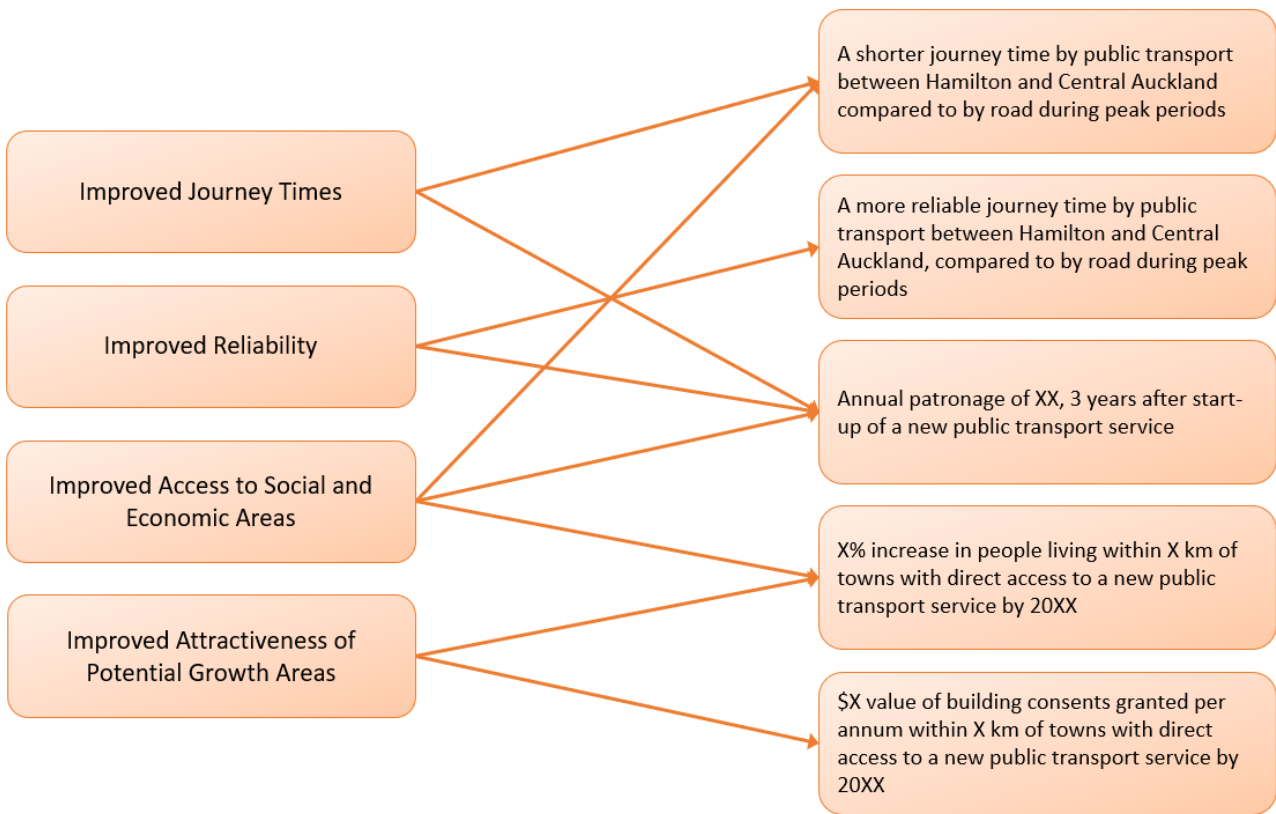 Improved Journey Times
Improved Reliability
Improved Access to Social and
Economic Areas
Improved Attractiveness of
Potential Growth Areas
A shorter journey time by public transport
between Hamilton and Central Auckland
compared to by road during peak periods
A more reliable journey time by public
transport between Hamilton and Central
Auckland, compared to by road during peak
periods
Annual patronage of XX, 3 years after start-
up of a new public transport service
X% increase in people living within X km of
towns with direct access to a new public
transport service by 20XX
$X value of building consents granted per
annum within X km of towns with direct
access to a new public transport service by
20XX